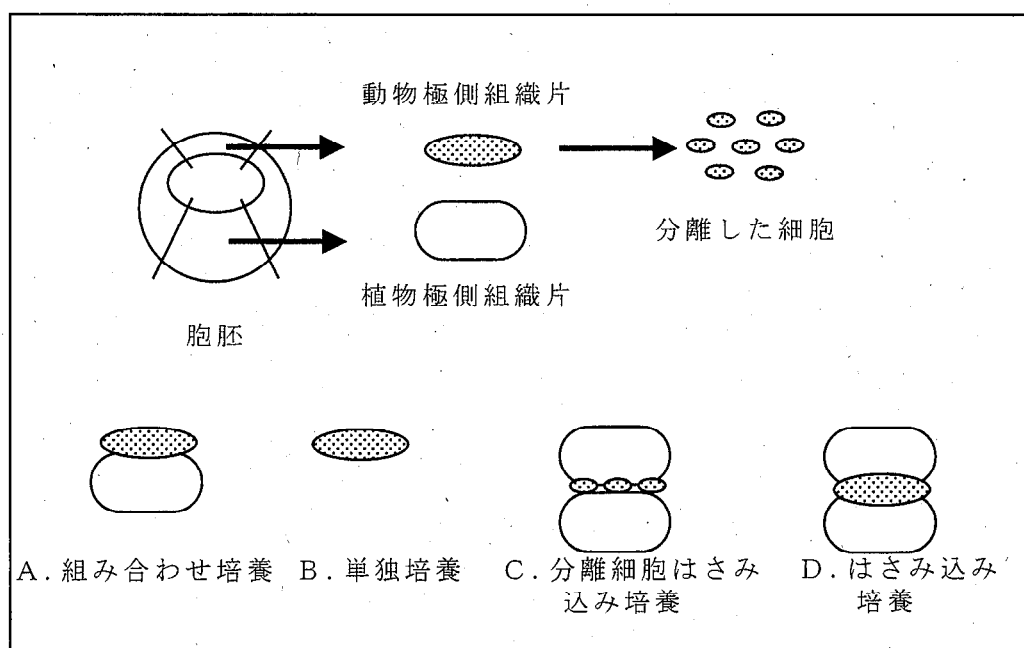 動物極側組織片
分離した細胞
植物極側組織片
胞胚
A.組み合わせ培養
B.単独培養
C.分離細胞はさみ
込み培養
D.はさみ込み
培養